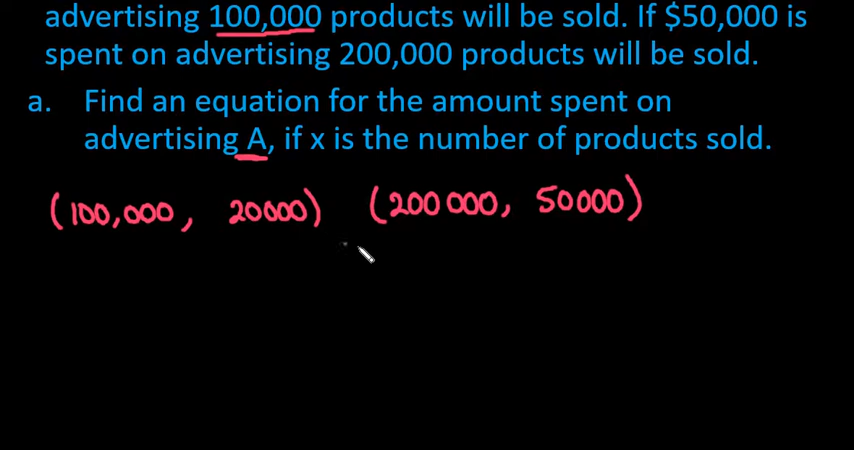 advertising 100,000 products will be sold. If $50,000 is
spent on advertising 200,000 products will be sold.
a. Find an equation for the amount spent on
advertising A, if x is the number of products sold.
(100,000, 20000) (200 000, 50000)